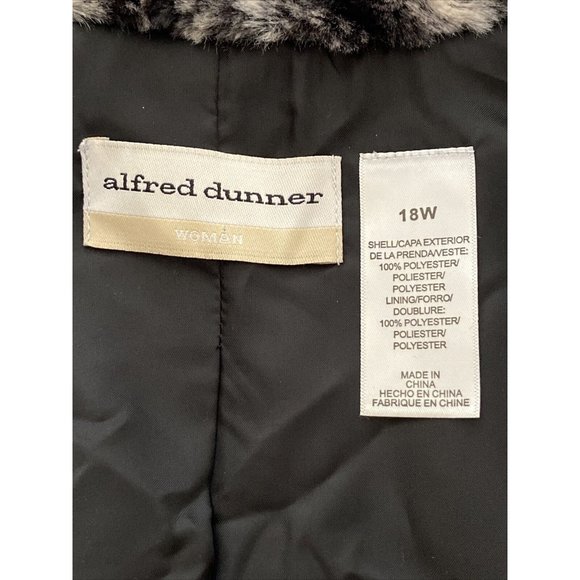 alfred dunner
WOMAN
18W
SHELL/CAPA EXTERIOR
DE LA PRENDA/VESTE:
100% POLYESTER/
POLIESTER/
POLYESTER
LINING/FORRO/
DOUBLURE:
100% POLYESTER/
POLIESTER/
POLYESTER
MADE IN
CHINA
HECHO EN CHINA
FABRIQUE EN CHINE